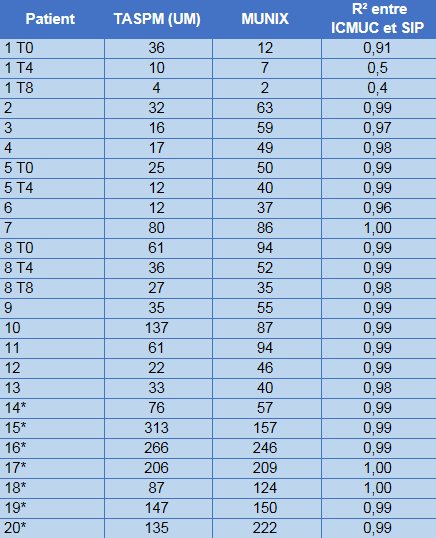 Patient TASPM (UM) MUNIX R² entre ICMUC et SIP
1 T0 36 12 0,91
1 T4 10 7 0,5
1 T8 4 2 0,4
2 32 63 0,99
3 16 59 0,97
4 17 49 0,98
5 T0 25 50 0,99
5 T4 12 40 0,99
6 12 37 0,96
7 80 86 1,00
8 T0 61 94 0,99
8 T4 36 52 0,99
8 T8 27 35 0,98
9 35 55 0,99
10 137 87 0,99
11 61 94 0,99
12 22 46 0,99
13 33 40 0,98
14* 76 57 0,99
15* 313 157 0,99
16* 266 246 0,99
17* 206 209 1,00
18* 87 124 1,00
19* 147 150 0,99
20* 135 222 0,99